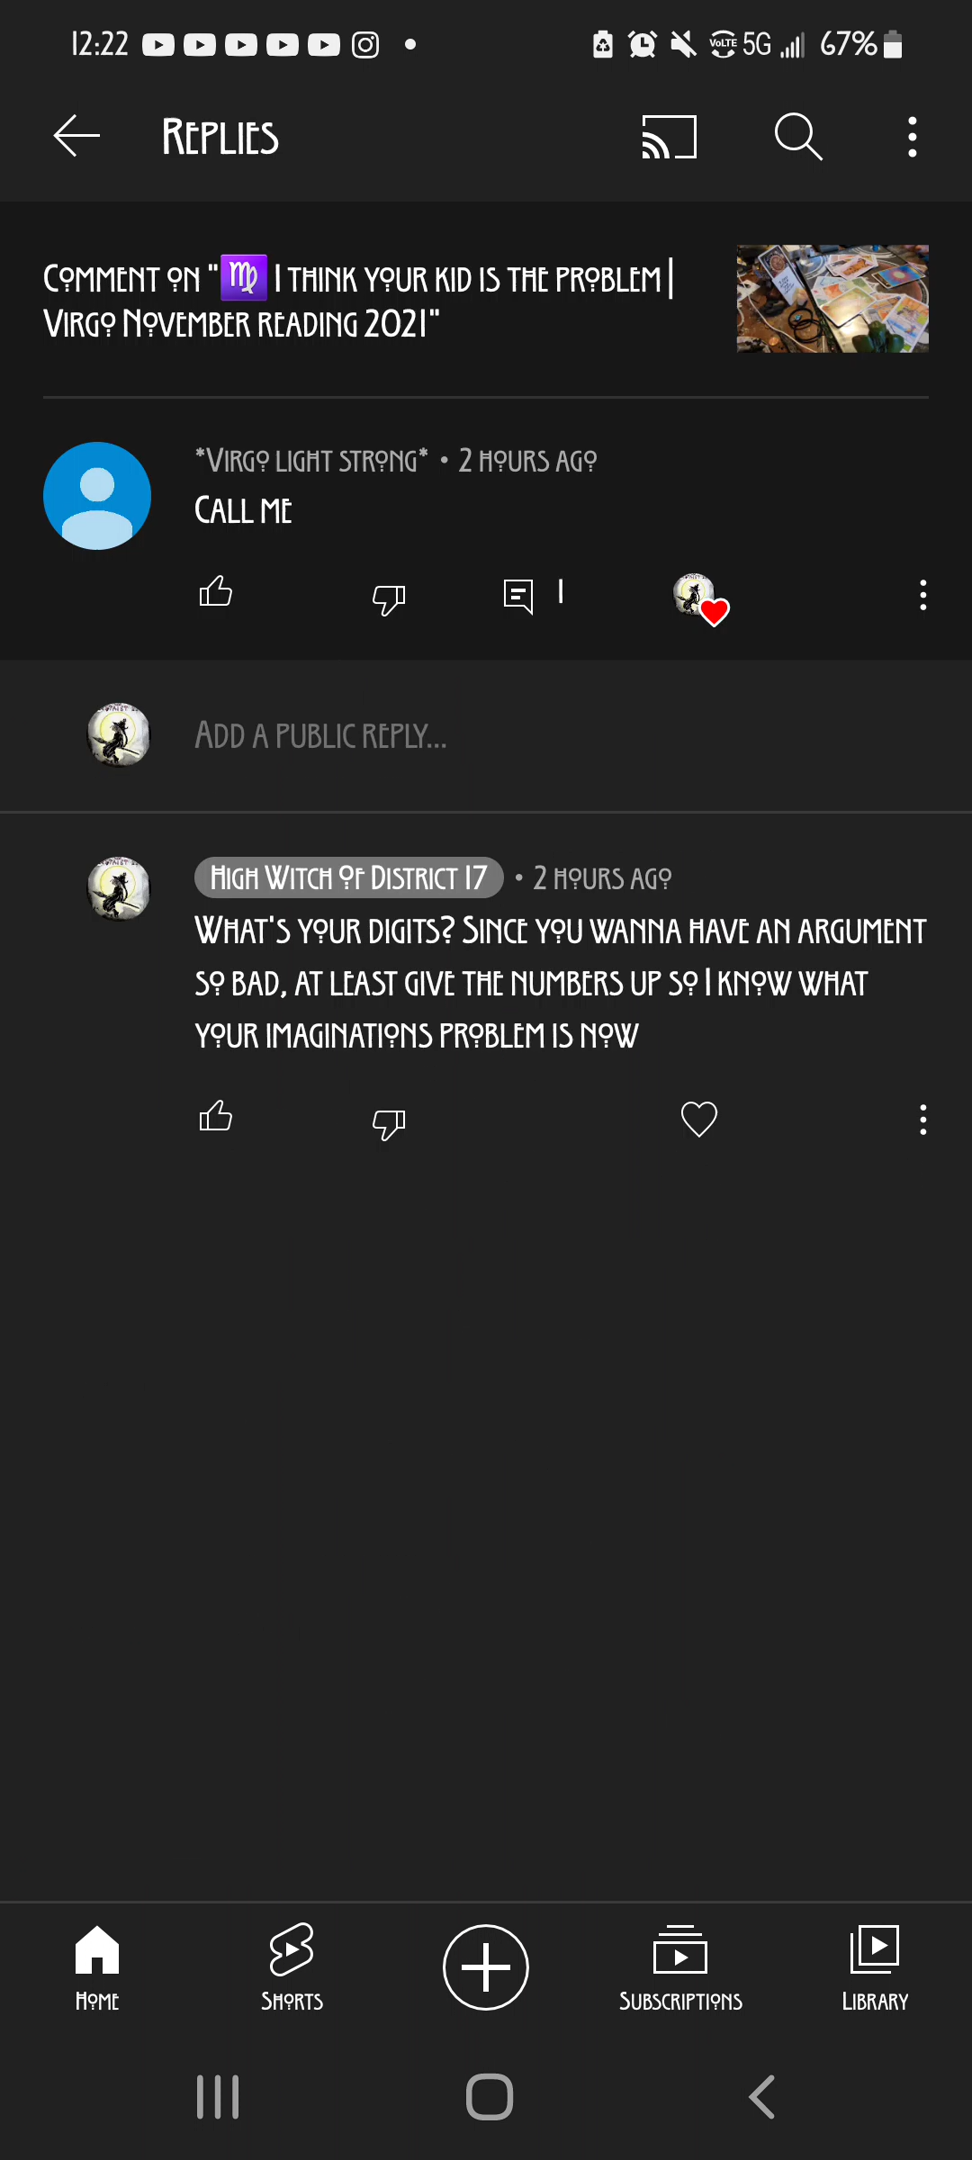 12:22 VoLTE 5G 67%
Replies
Comment on "♍ I think your kid is the problem |
Virgo November reading 2021"
*Virgo light strong* • 2 hours ago
Call me
1
Add a public reply...
High Witch Of District 17 • 2 hours ago
What's your digits? Since you wanna have an argument
so bad, at least give the numbers up so I know what
your imaginations problem is now
Home Shorts Subscriptions Library